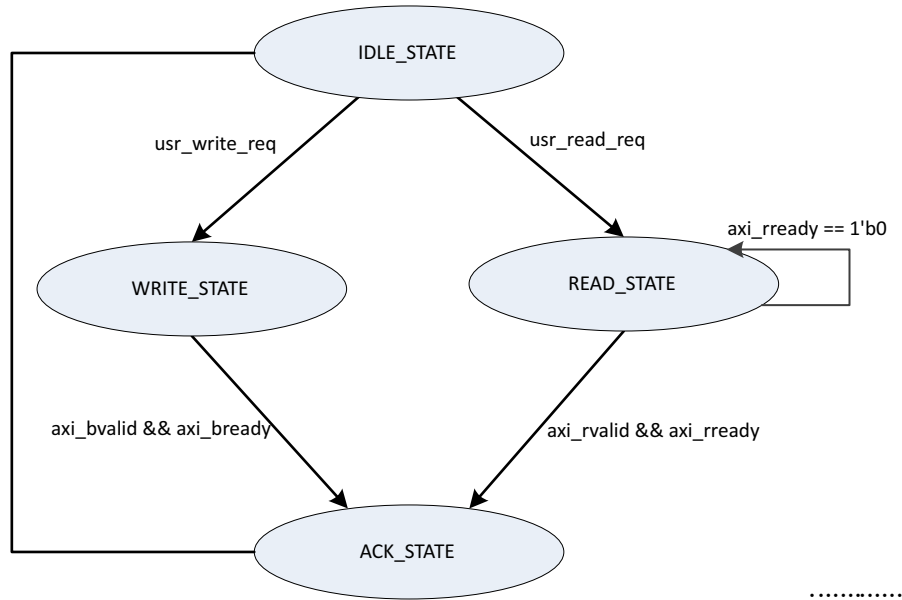 IDLE_STATE
usr_write_req
usr_read_req
axi_rready == 1'b0
WRITE_STATE
READ_STATE
axi_bvalid && axi_bready
axi_rvalid && axi_rready
ACK_STATE